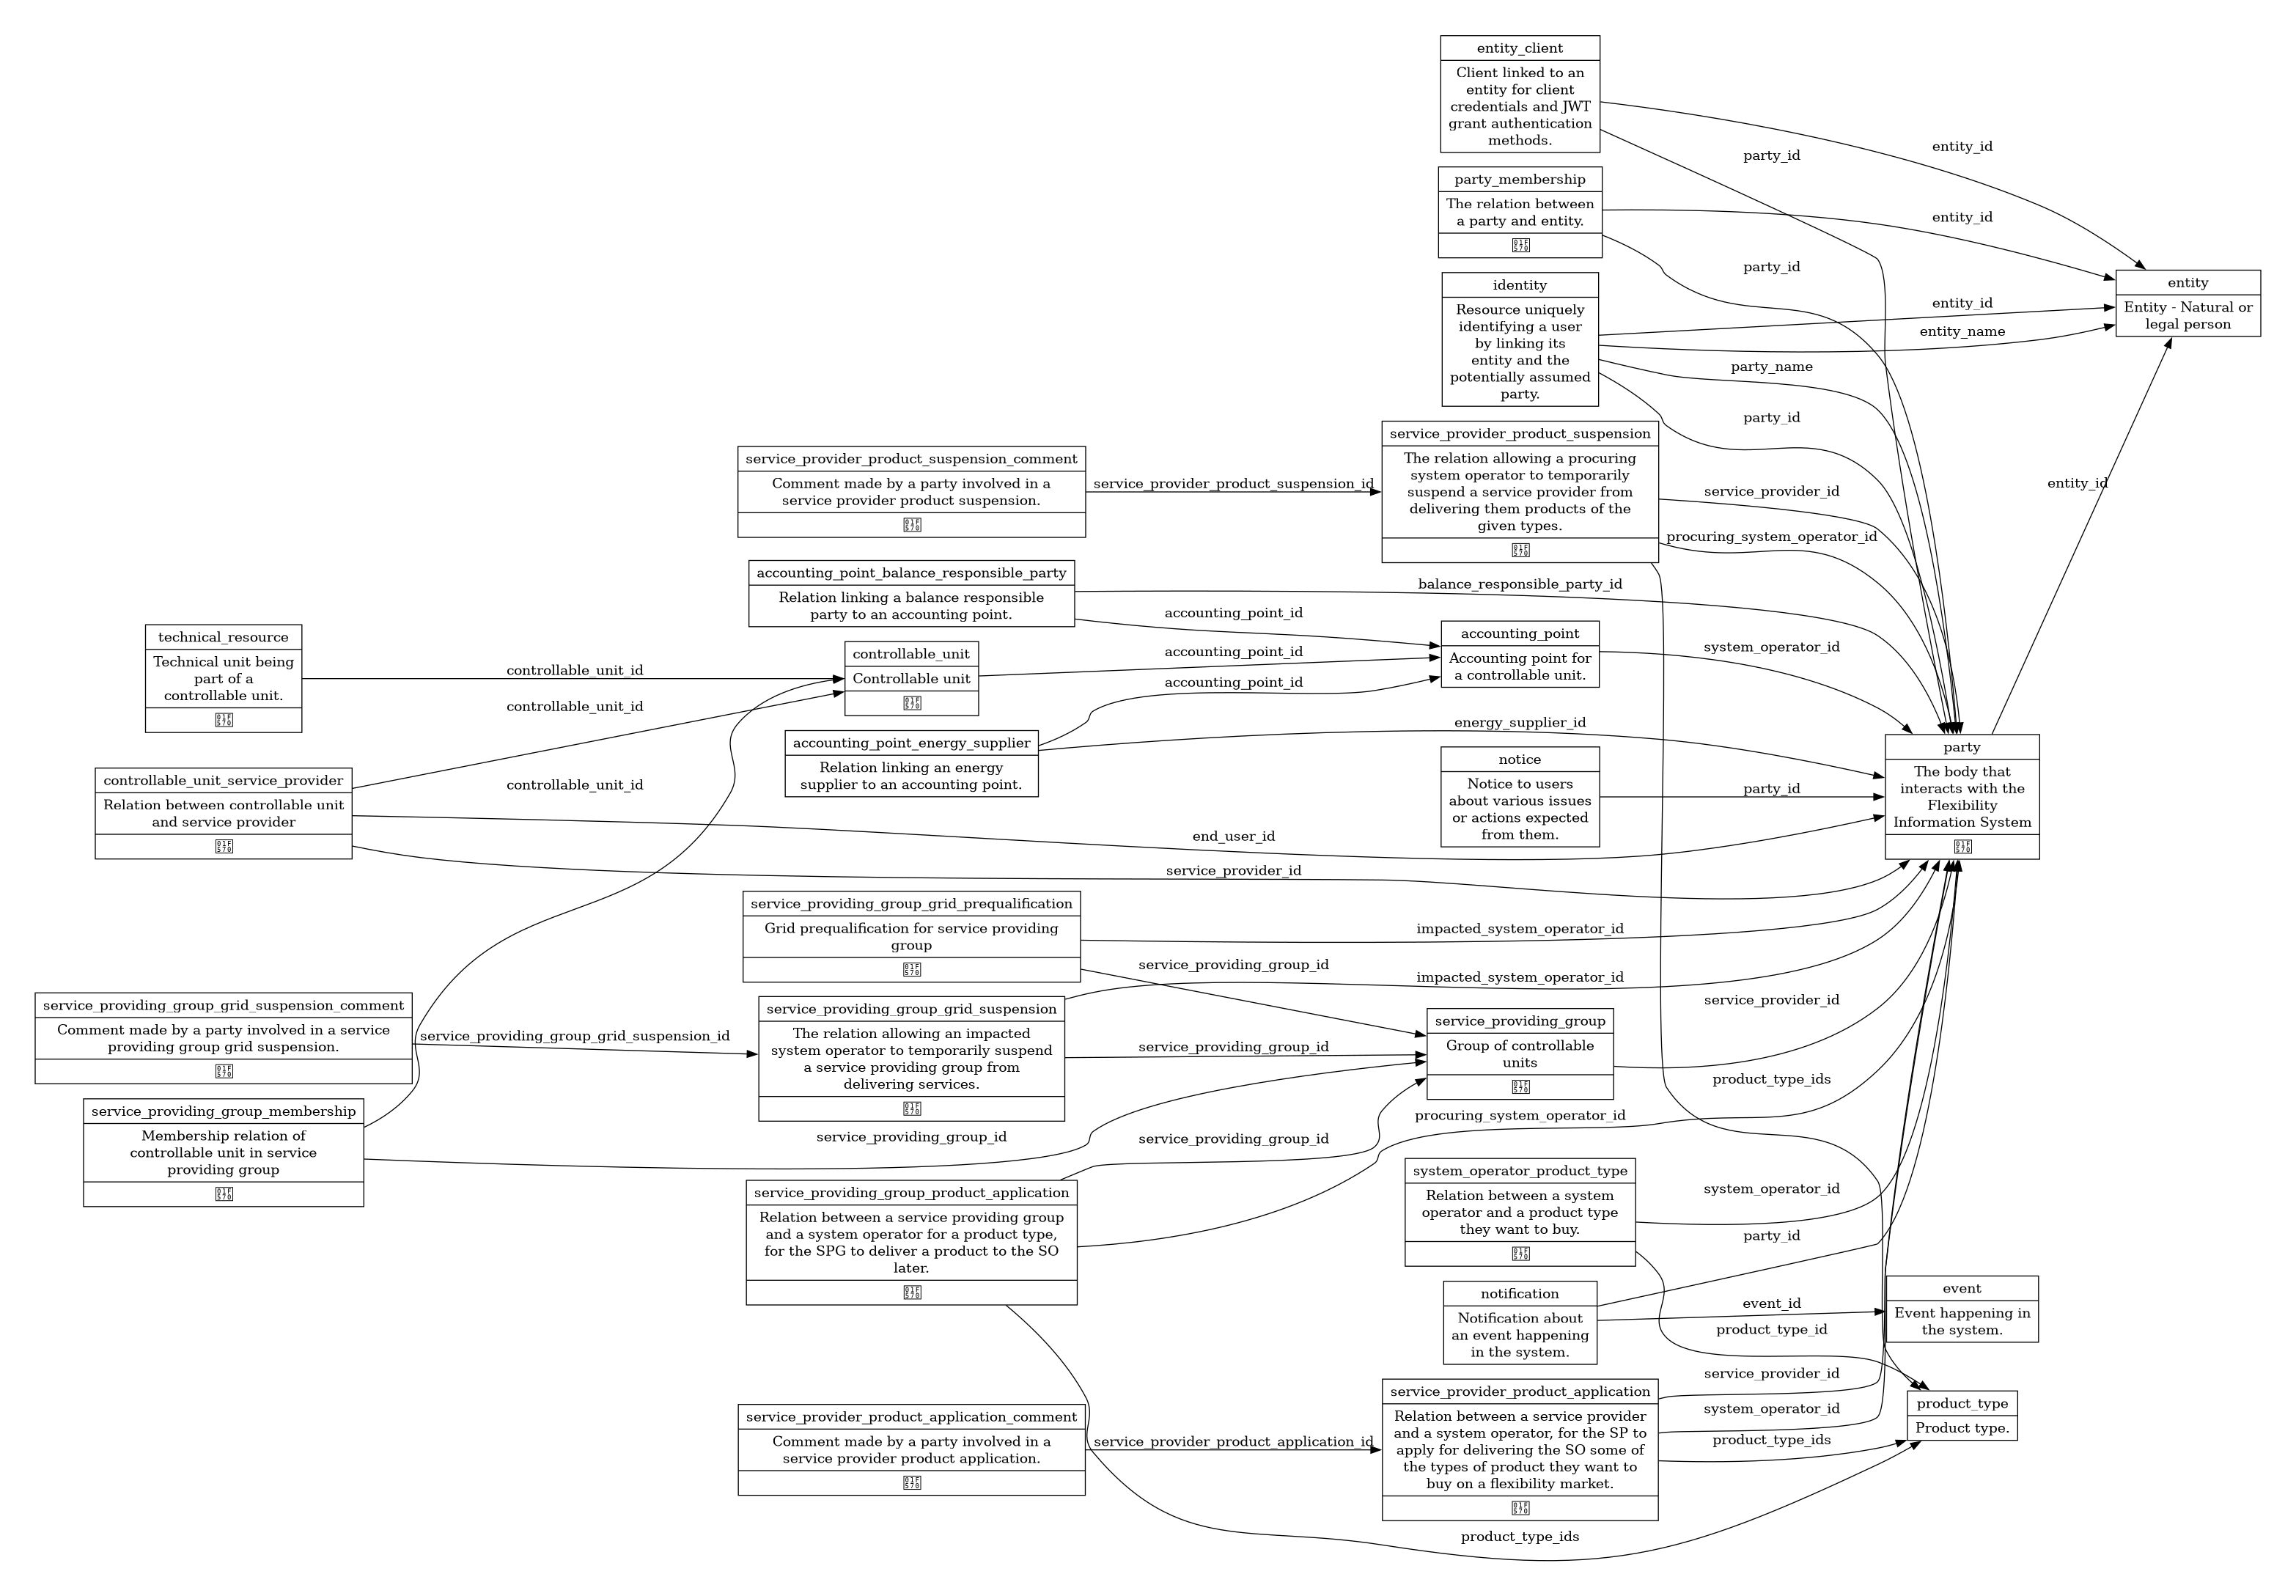 entity_client
Client linked to an
entity for client
credentials and JWT
grant authentication
methods.
entity_id
party_id
party_membership
The relation between
a party and entity.
entity_id
party_id
identity
Resource uniquely
identifying a user
by linking its
entity and the
potentially assumed
party.
entity_id
entity_name
party_name
party_id
entity
Entity - Natural or
legal person
entity_id
service_provider_product_suspension_comment
Comment made by a party involved in a
service provider product suspension.
service_provider_product_suspension_id
service_provider_product_suspension
The relation allowing a procuring
system operator to temporarily
suspend a service provider from
delivering them products of the
given types.
service_provider_id
procuring_system_operator_id
accounting_point_balance_responsible_party
Relation linking a balance responsible
party to an accounting point.
balance_responsible_party_id
accounting_point_id
technical_resource
Technical unit being
part of a
controllable unit.
controllable_unit_id
controllable_unit
Controllable unit
accounting_point_id
accounting_point
Accounting point for
a controllable unit.
system_operator_id
accounting_point_energy_supplier
Relation linking an energy
supplier to an accounting point.
accounting_point_id
energy_supplier_id
notice
Notice to users
about various issues
or actions expected
from them.
party_id
party
The body that
interacts with the
Flexibility
Information System
controllable_unit_service_provider
Relation between controllable unit
and service provider
controllable_unit_id
controllable_unit_id
end_user_id
service_provider_id
service_providing_group_grid_prequalification
Grid prequalification for service providing
group
impacted_system_operator_id
service_providing_group_id
service_providing_group_grid_suspension_comment
Comment made by a party involved in a service
providing group grid suspension.
service_providing_group_grid_suspension_id
service_providing_group_grid_suspension
The relation allowing an impacted
system operator to temporarily suspend
a service providing group from
delivering services.
impacted_system_operator_id
service_providing_group_id
service_providing_group
Group of controllable
units
service_provider_id
product_type_ids
service_providing_group_membership
Membership relation of
controllable unit in service
providing group
service_providing_group_id
service_providing_group_product_application
Relation between a service providing group
and a system operator for a product type,
for the SPG to deliver a product to the SO
later.
service_providing_group_id
procuring_system_operator_id
system_operator_product_type
Relation between a system
operator and a product type
they want to buy.
system_operator_id
product_type_id
notification
Notification about
an event happening
in the system.
party_id
event_id
event
Event happening in
the system.
service_provider_product_application_comment
Comment made by a party involved in a
service provider product application.
service_provider_product_application_id
service_provider_product_application
Relation between a service provider
and a system operator, for the SP to
apply for delivering the SO some of
the types of product they want to
buy on a flexibility market.
service_provider_id
system_operator_id
product_type_ids
product_type
Product type.
product_type_ids